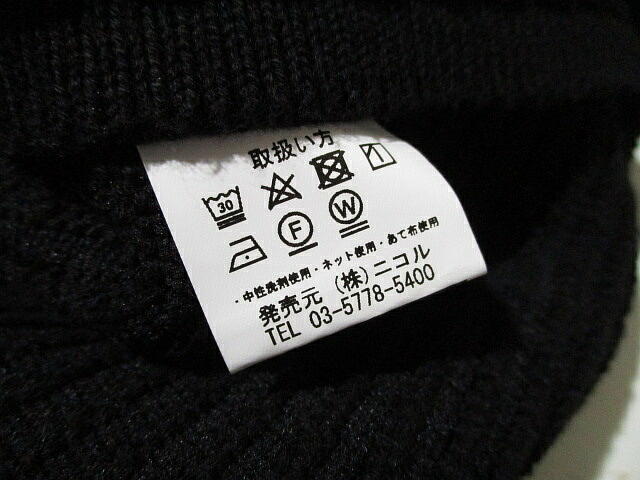 取扱い方
30
F W
・中性洗剤使用・ネット使用・あて布使用
発売元 (株)ニコル
TEL 03-5778-5400